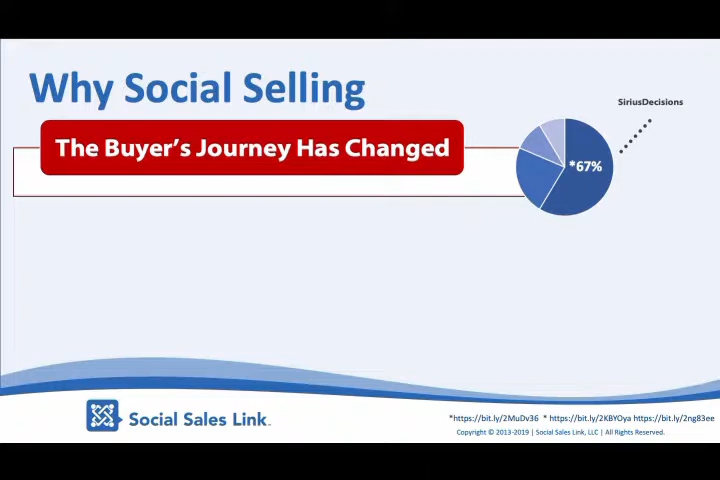 Why Social Selling
SiriusDecisions
The Buyer's Journey Has Changed
*67%
Social Sales Link™
*https://bit.ly/2MuDv36 * https://bit.ly/2KBYOya https://bit.ly/2ng83ee
Copyright © 2013-2019 | Social Sales Link, LLC | All Rights Reserved.